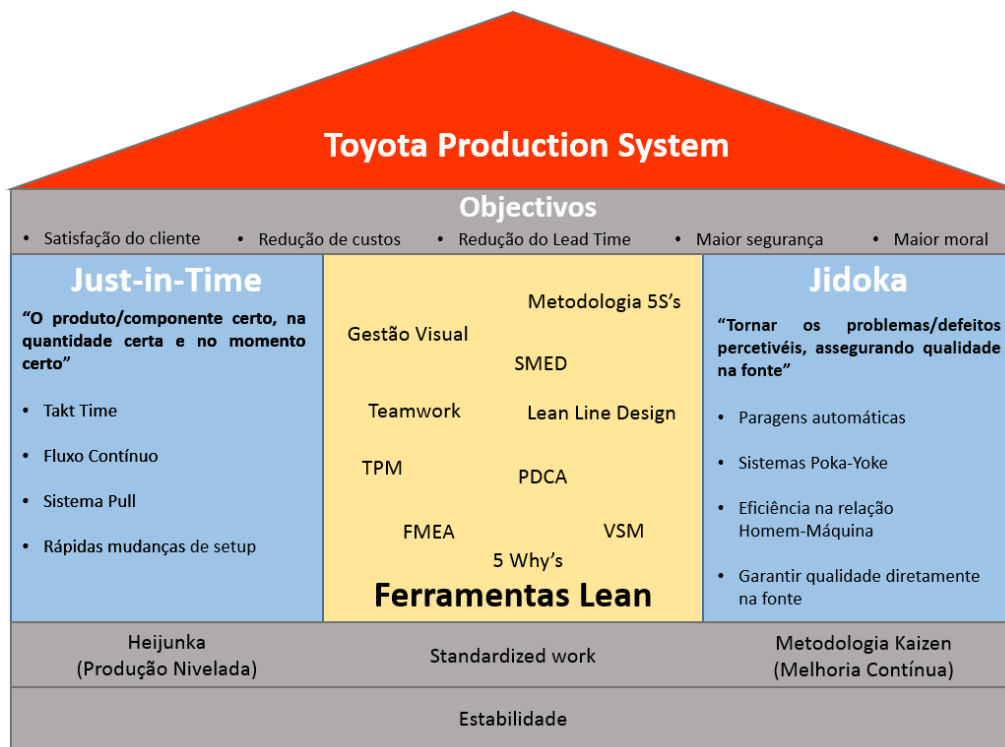 Toyota Production System
Objectivos
• Satisfação do cliente • Redução de custos • Redução do Lead Time • Maior segurança • Maior moral
Just-in-Time
“O produto/componente certo, na
quantidade certa e no momento
certo”
• Takt Time
• Fluxo Contínuo
• Sistema Pull
• Rápidas mudanças de setup
Metodologia 5S’s
Gestão Visual
SMED
Teamwork
Lean Line Design
TPM
PDCA
FMEA
VSM
5 Why’s
Ferramentas Lean
Jidoka
“Tornar os problemas/defeitos
percetivéis, assegurando qualidade
na fonte”
• Paragens automáticas
• Sistemas Poka-Yoke
• Eficiência na relação
Homem-Máquina
• Garantir qualidade diretamente
na fonte
Heijunka
(Produção Nivelada)
Standardized work
Metodologia Kaizen
(Melhoria Contínua)
Estabilidade